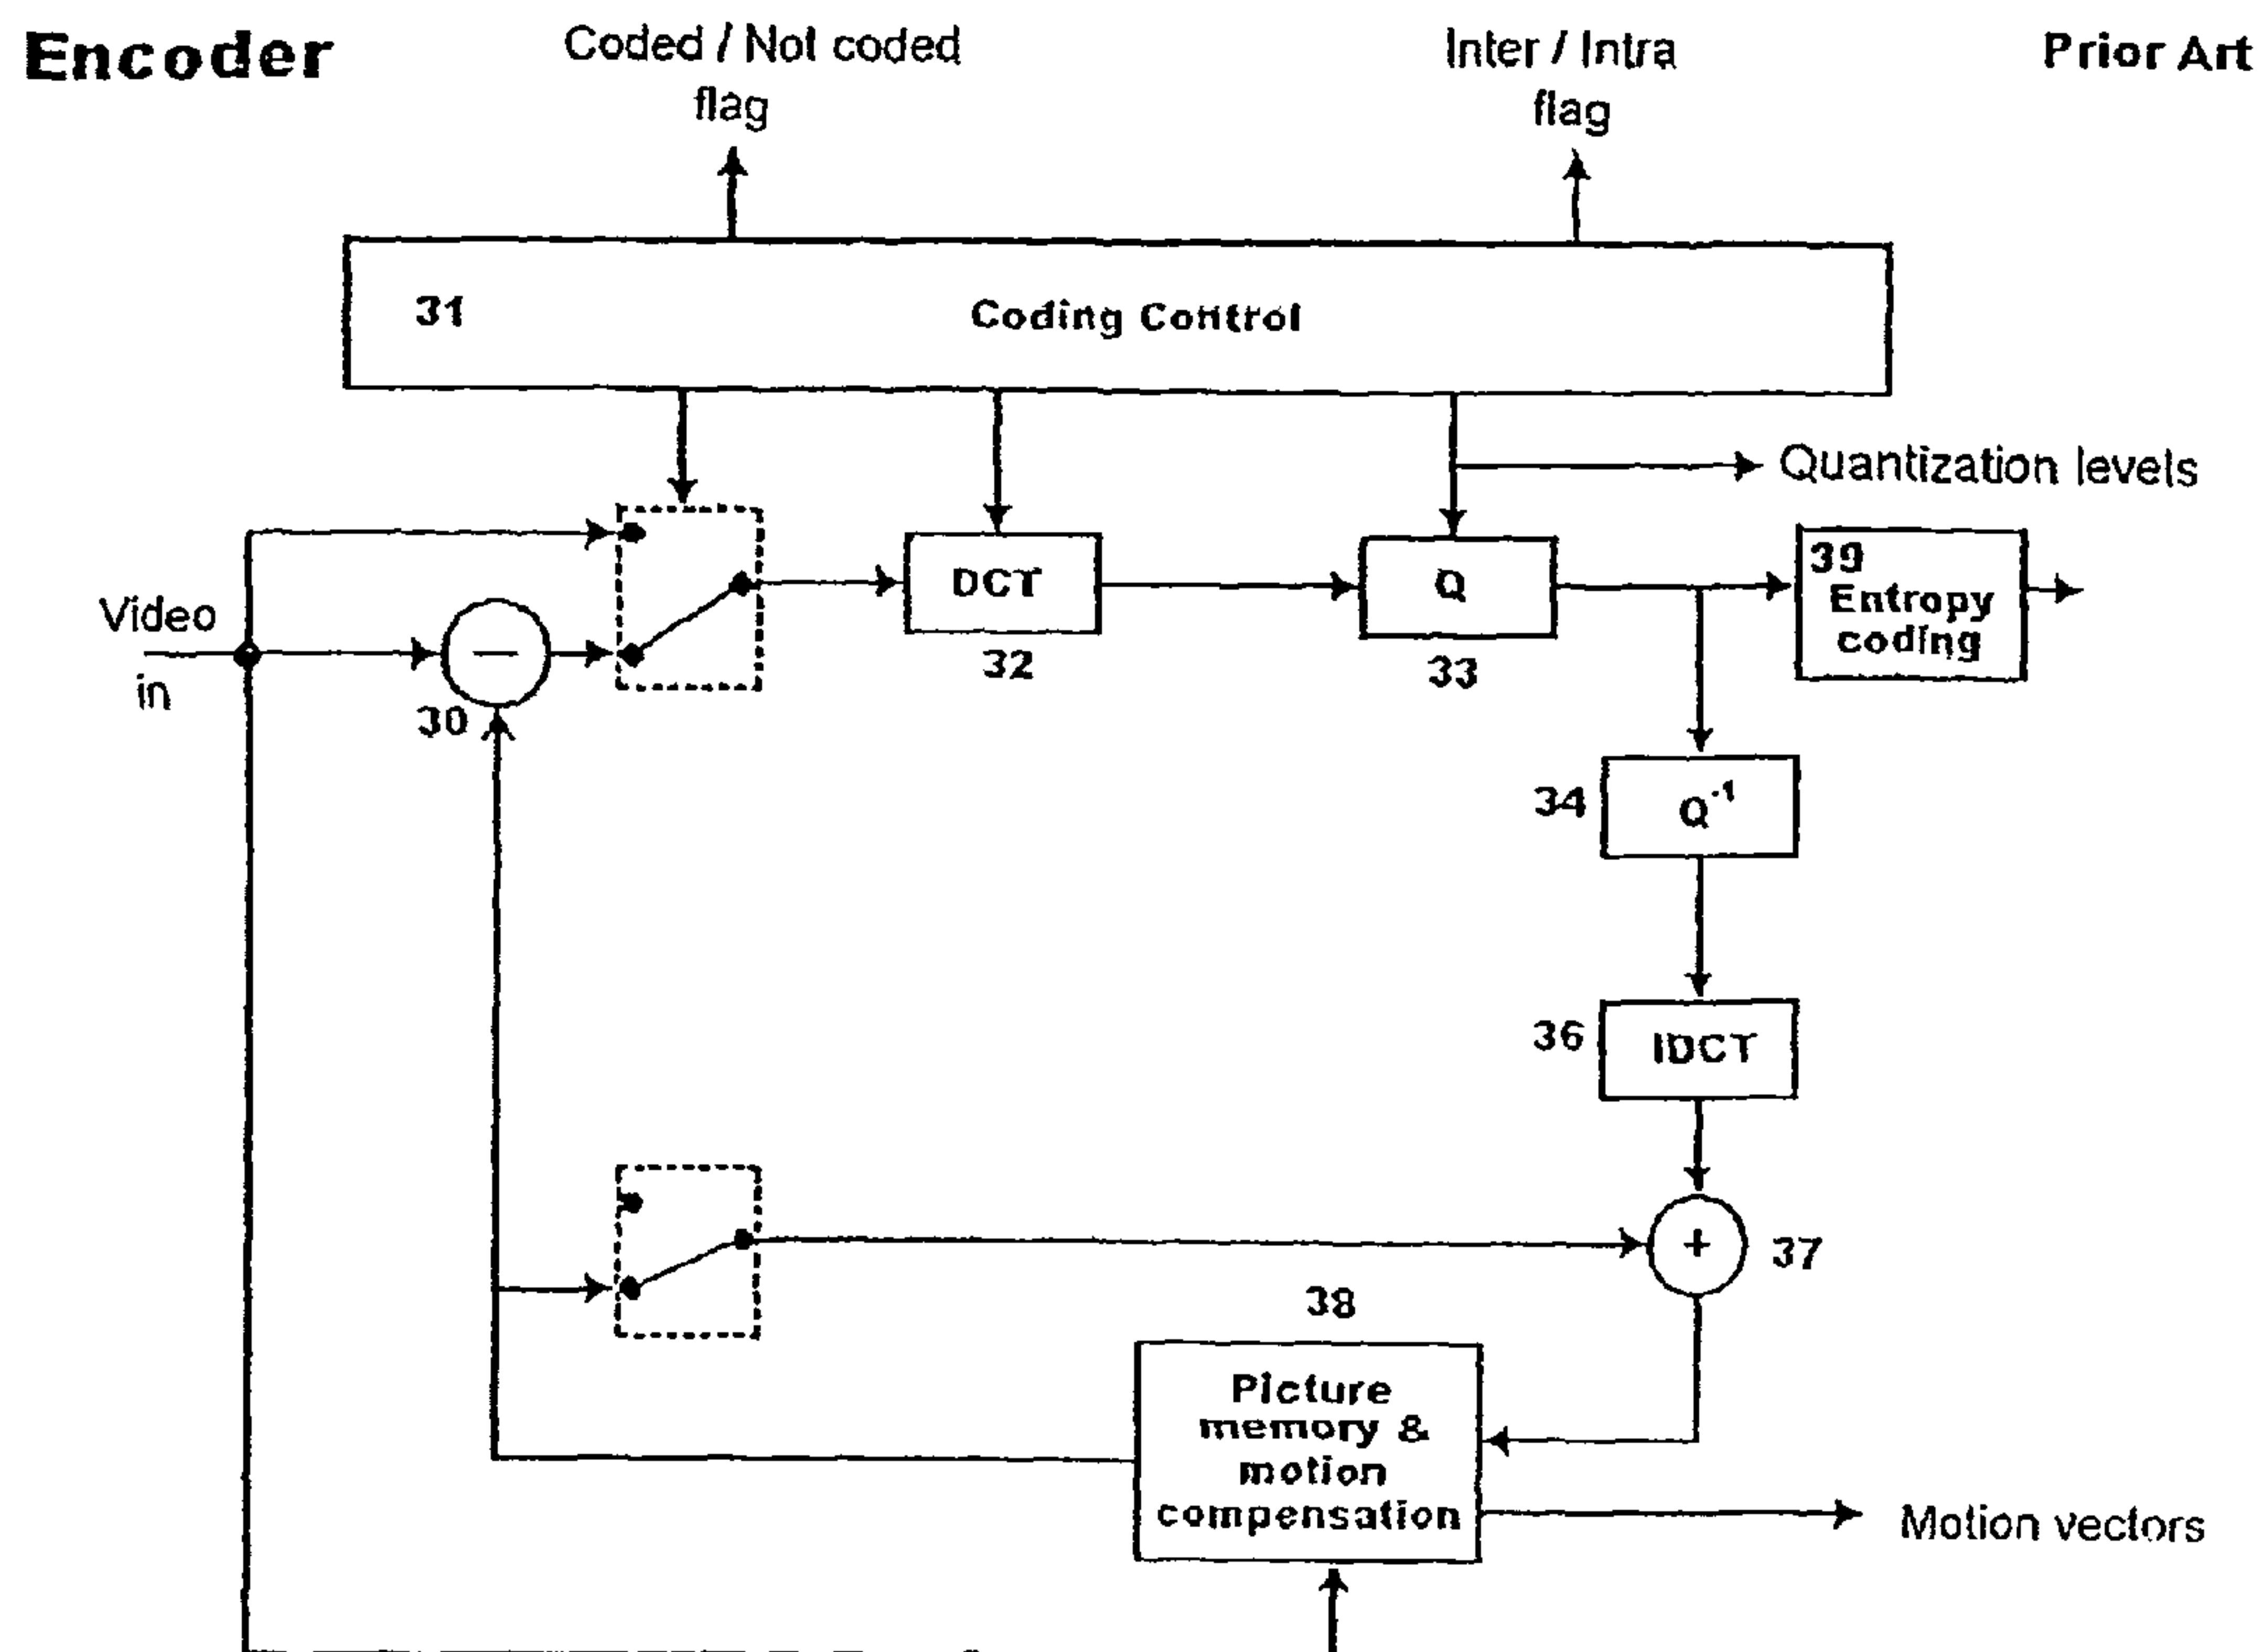 Encoder
Coded / Not coded
flag
Inter / Intra
flag
Prior Art
31
Coding Control
Quantization levels
Video
in
30
DCT
32
Q
33
39
Entropy
coding
34
Q-1
36
IDCT
+
37
38
Picture
memory &
motion
compensation
Motion vectors